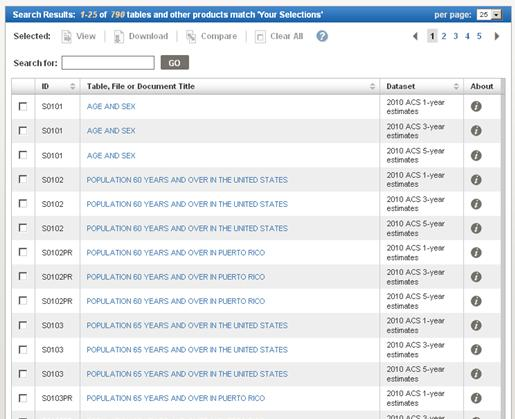 Search Results: 1-25 of 790 tables and other products match 'Your Selections' per page: 25
Selected: View Download Compare Clear All ? 1 2 3 4 5
Search for: GO
ID Table, File or Document Title Dataset About
S0101 AGE AND SEX 2010 ACS 1-year
estimates
S0101 AGE AND SEX 2010 ACS 3-year
estimates
S0101 AGE AND SEX 2010 ACS 5-year
estimates
S0102 POPULATION 60 YEARS AND OVER IN THE UNITED STATES 2010 ACS 1-year
estimates
S0102 POPULATION 60 YEARS AND OVER IN THE UNITED STATES 2010 ACS 3-year
estimates
S0102 POPULATION 60 YEARS AND OVER IN THE UNITED STATES 2010 ACS 5-year
estimates
S0102PR POPULATION 60 YEARS AND OVER IN PUERTO RICO 2010 ACS 1-year
estimates
S0102PR POPULATION 60 YEARS AND OVER IN PUERTO RICO 2010 ACS 3-year
estimates
S0102PR POPULATION 60 YEARS AND OVER IN PUERTO RICO 2010 ACS 5-year
estimates
S0103 POPULATION 65 YEARS AND OVER IN THE UNITED STATES 2010 ACS 1-year
estimates
S0103 POPULATION 65 YEARS AND OVER IN THE UNITED STATES 2010 ACS 3-year
estimates
S0103 POPULATION 65 YEARS AND OVER IN THE UNITED STATES 2010 ACS 5-year
estimates
S0103PR POPULATION 65 YEARS AND OVER IN PUERTO RICO 2010 ACS 1-year
estimates